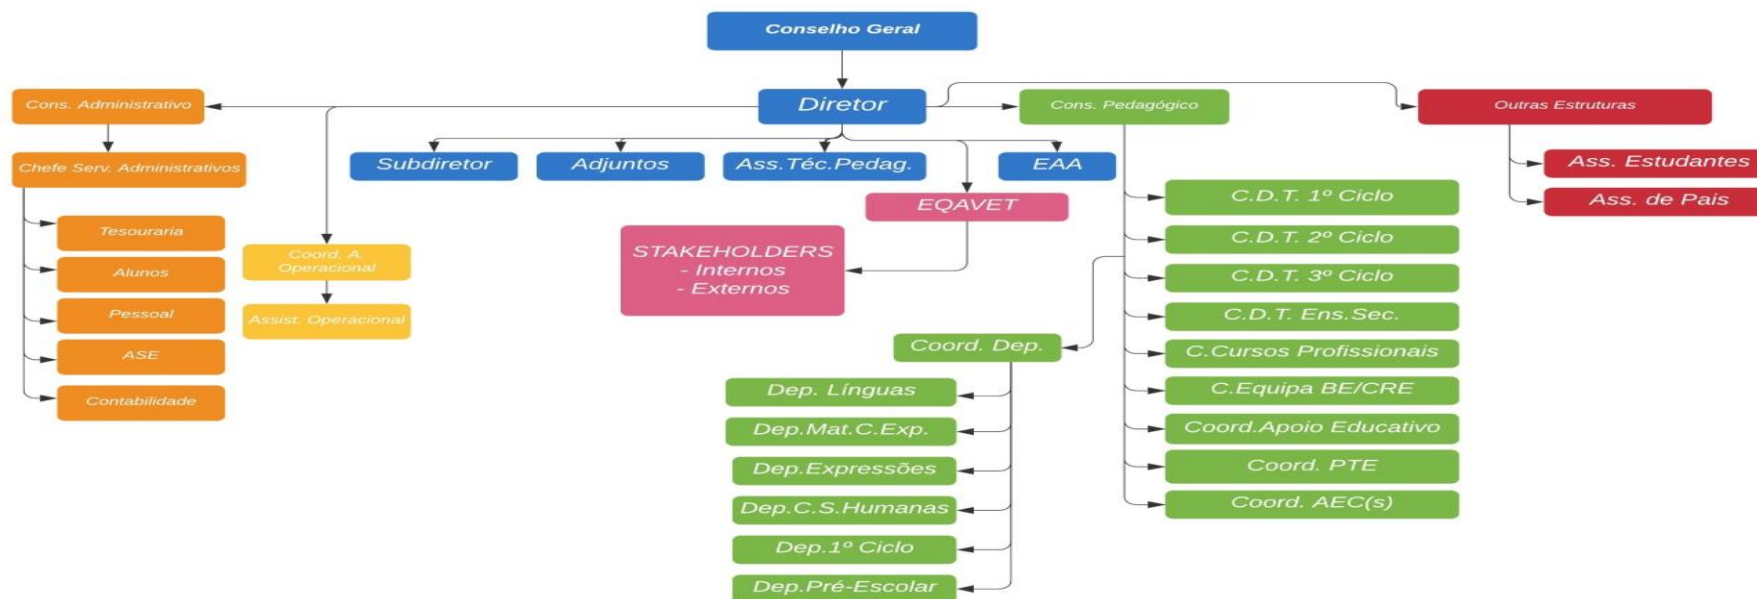 Conselho Geral
Cons. Administrativo
Diretor
Cons. Pedagógico
Outras Estruturas
Chefe Serv. Administrativos
Subdiretor
Adjuntos
Ass.Téc.Pedag.
EAA
Ass. Estudantes
Ass. de Pais
EQAVET
STAKEHOLDERS
- Internos
- Externos
Tesouraria
Alunos
Pessoal
ASE
Contabilidade
Coord. A.
Operacional
Assist. Operacional
C.D.T. 1º Ciclo
C.D.T. 2º Ciclo
C.D.T. 3º Ciclo
C.D.T. Ens.Sec.
C.Cursos Profissionais
C.Equipa BE/CRE
Coord.Apoio Educativo
Coord. PTE
Coord. AEC(s)
Coord. Dep.
Dep. Línguas
Dep.Mat.C.Exp.
Dep.Expressões
Dep.C.S.Humanas
Dep.1º Ciclo
Dep.Pré-Escolar